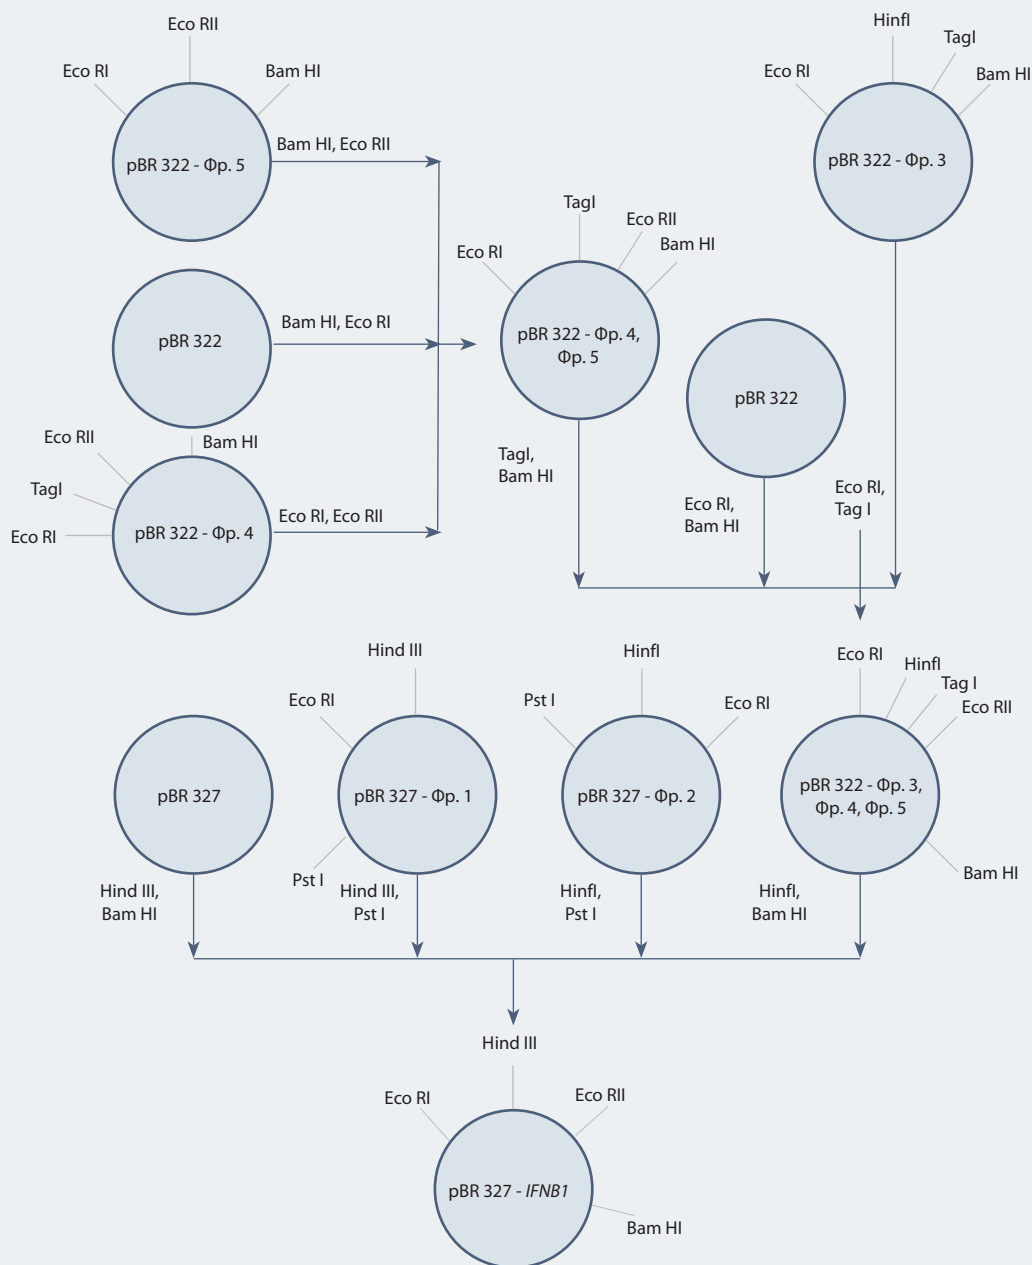 Eco RII
Eco RI
Bam HI
pBR 322 - Фр. 5
Bam HI, Eco RII
HinfI
TagI
Eco RI
Bam HI
pBR 322 - Фр. 3
pBR 322
Bam HI, Eco RI
TagI
Eco RII
Bam HI
Eco RI
pBR 322 - Фр. 4,
Фр. 5
pBR 322
Bam HI
Eco RII
TagI
Eco RI
pBR 322 - Фр. 4
Eco RI, Eco RII
TagI,
Bam HI
Eco RI,
Bam HI
Eco RI,
Tag I
pBR 327
Hind III,
Bam HI
Hind III
Eco RI
pBR 327 - Фр. 1
Pst I
Hind III,
Pst I
HinfI
Pst I
Eco RI
pBR 327 - Фр. 2
HinfI,
Pst I
Eco RI
HinfI
Tag I
Eco RII
pBR 322 - Фр. 3,
Фр. 4, Фр. 5
Bam HI
HinfI,
Bam HI
Hind III
Eco RI
Eco RII
pBR 327 - IFNB1
Bam HI